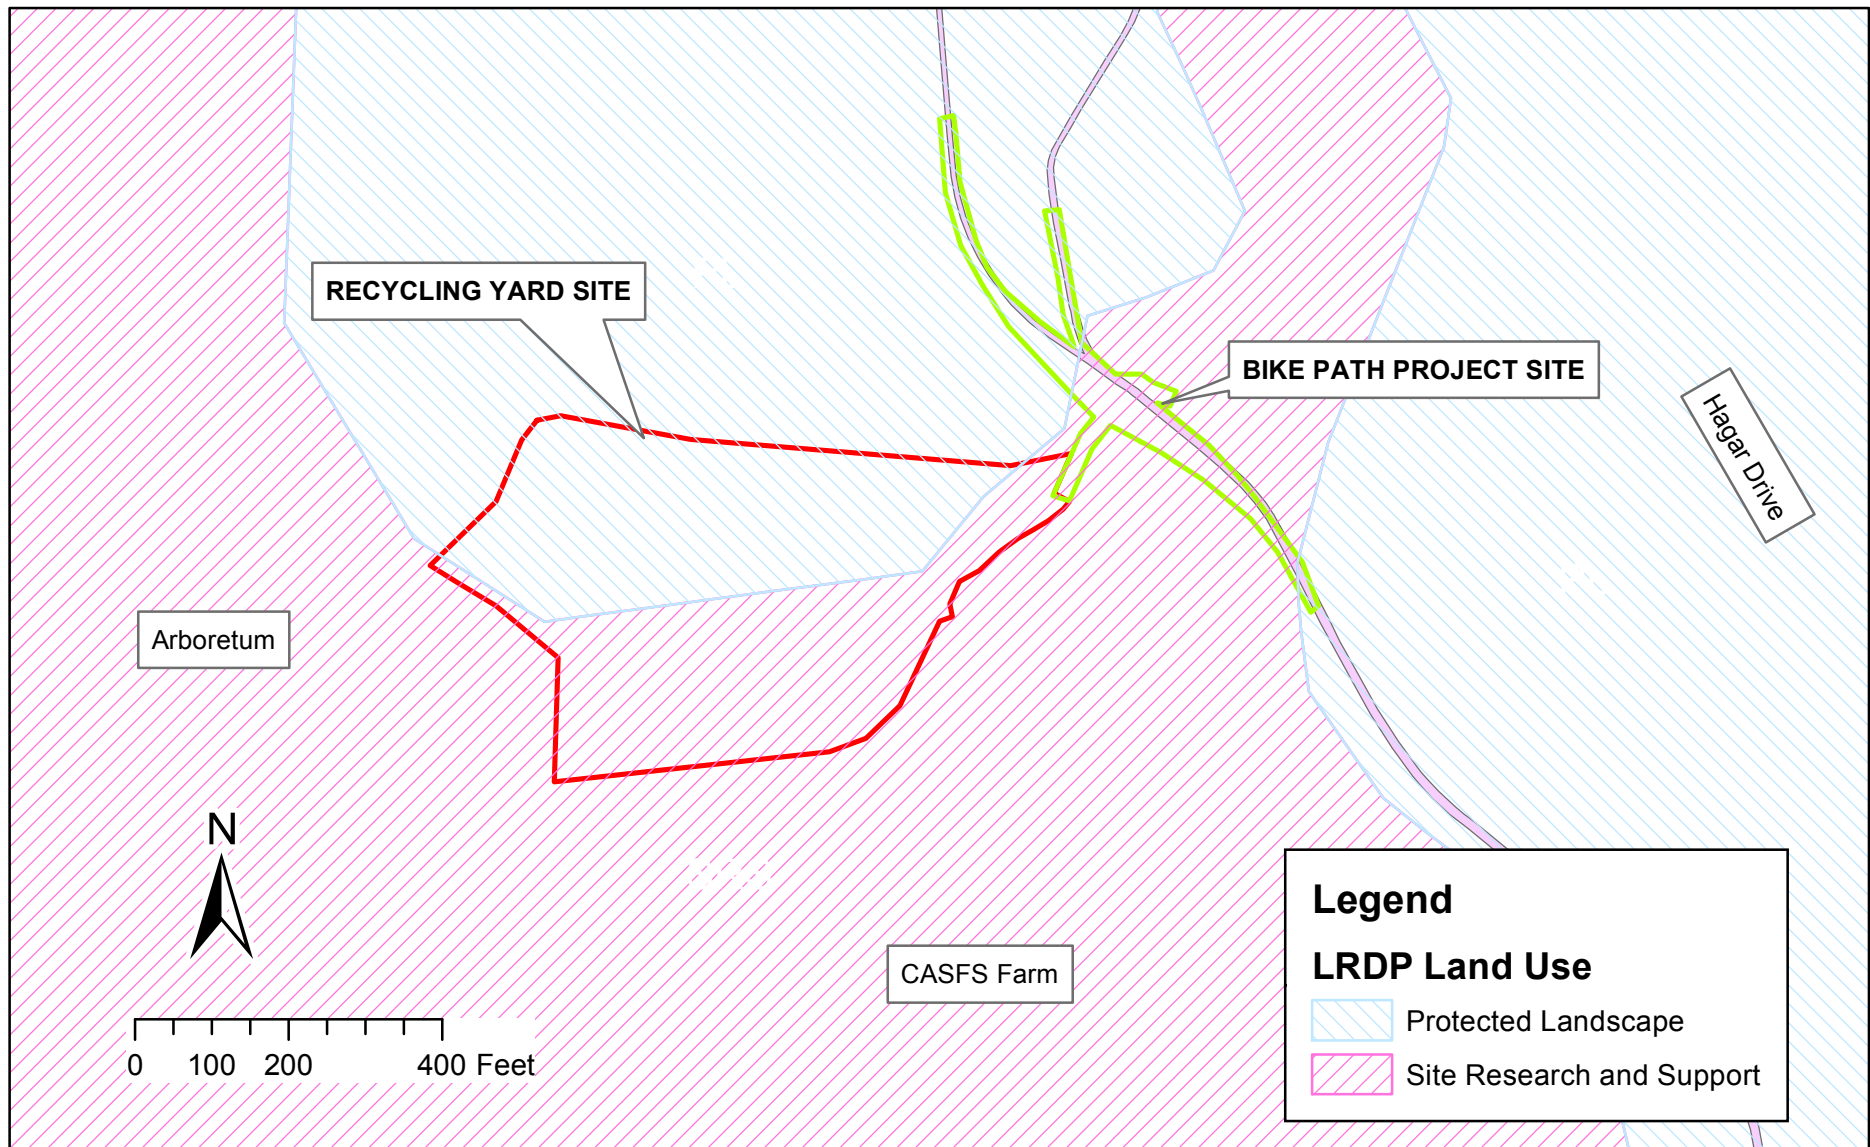 RECYCLING YARD SITE
BIKE PATH PROJECT SITE
Hagar Drive
Arboretum
N
CASFS Farm
0 100 200 400 Feet
Legend
LRDP Land Use
Protected Landscape
Site Research and Support